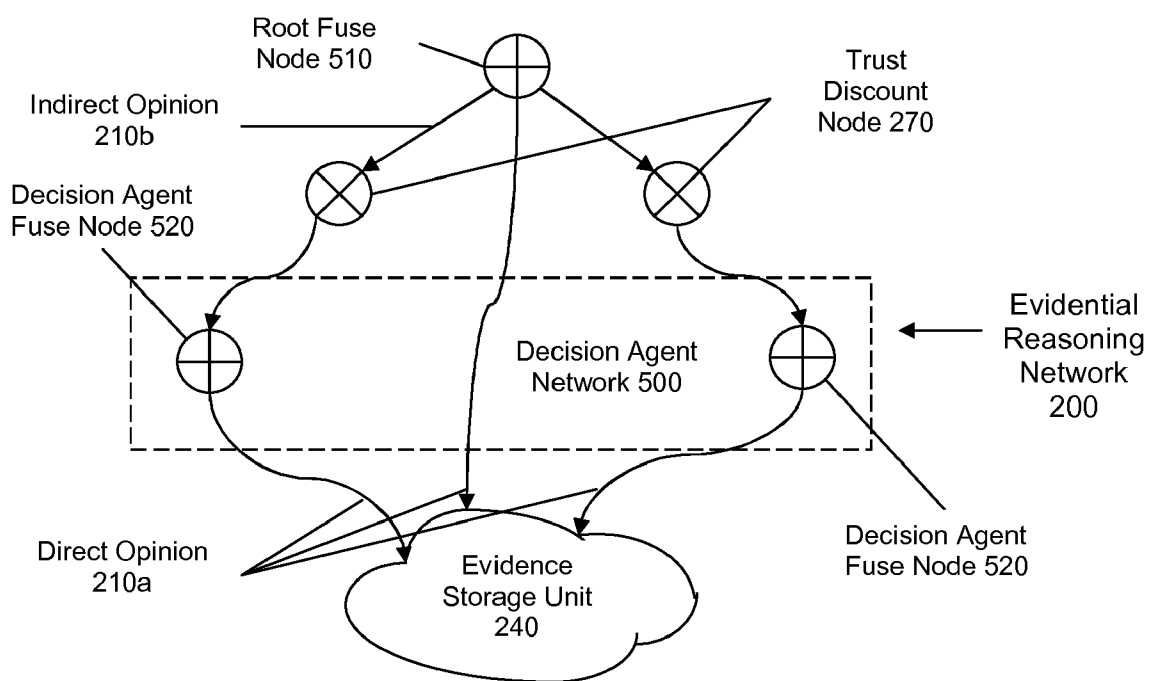 Root Fuse
Node 510
Trust
Discount
Node 270
Indirect Opinion
210b
Decision Agent
Fuse Node 520
Evidential
Reasoning
Network
200
Decision Agent
Network 500
Direct Opinion
210a
Evidence
Storage Unit
240
Decision Agent
Fuse Node 520